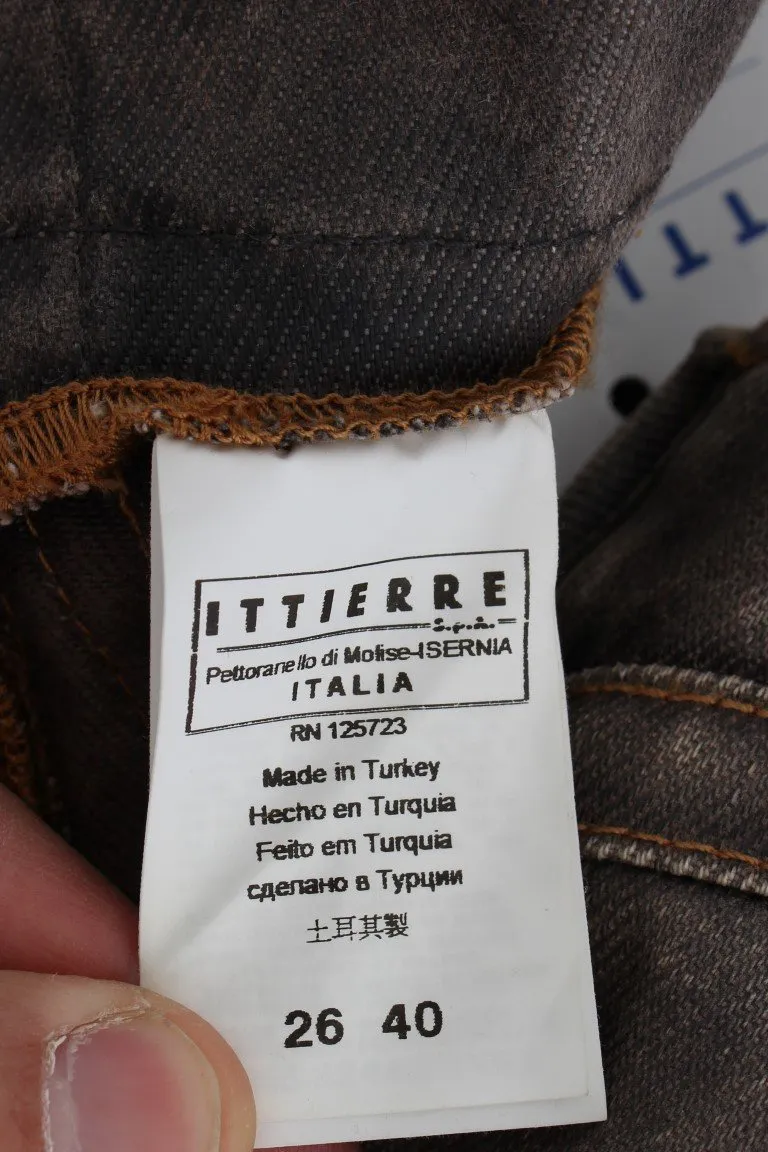 ITTIERRE
S.p.A.
Pettoranello di Molise-ISERNIA
ITALIA
RN 125723
Made in Turkey
Hecho en Turquia
Feito em Turquia
сделано в Турции
土耳其製
26 40